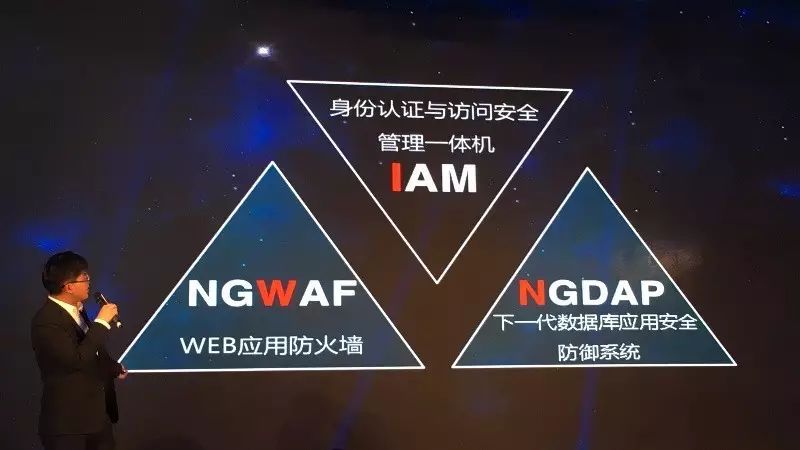 身份认证与访问安全
管理一体机
IAM
NGWAF
WEB应用防火墙
NGDAP
下一代数据库应用安全
防御系统